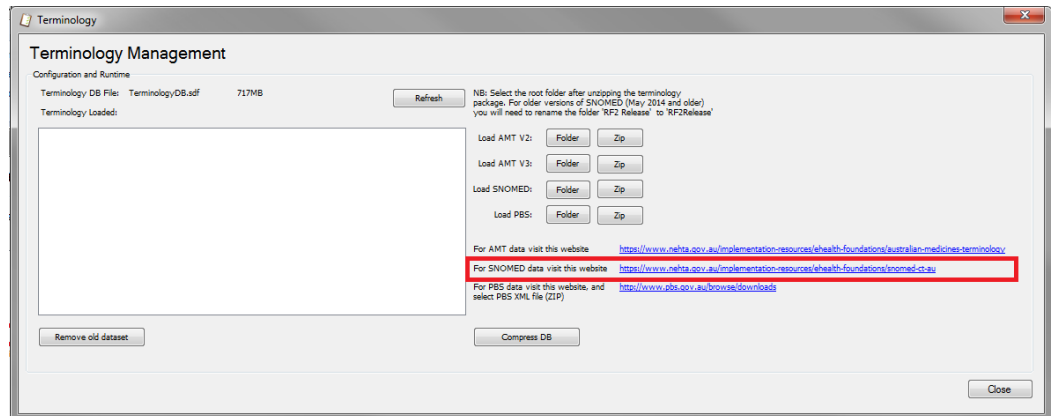 Terminology
Terminology Management
Configuration and Runtime
Terminology DB File: TerminologyDB.sdf 717MB
Refresh
Terminology Loaded:
NB: Select the root folder after unzipping the terminology
package. For older versions of SNOMED (May 2014 and older)
you will need to rename the folder 'RF2 Release' to 'RF2Release'
Load AMT V2: Folder Zip
Load AMT V3: Folder Zip
Load SNOMED: Folder Zip
Load PBS: Folder Zip
For AMT data visit this website https://www.nehta.gov.au/implementation-resources/ehealth-foundations/australian-medicines-terminology
For SNOMED data visit this website https://www.nehta.gov.au/implementation-resources/ehealth-foundations/snomed-ct-au
For PBS data visit this website, and http://www.pbs.gov.au/browse/downloads
select PBS XML file (ZIP)
Remove old dataset
Compress DB
Close